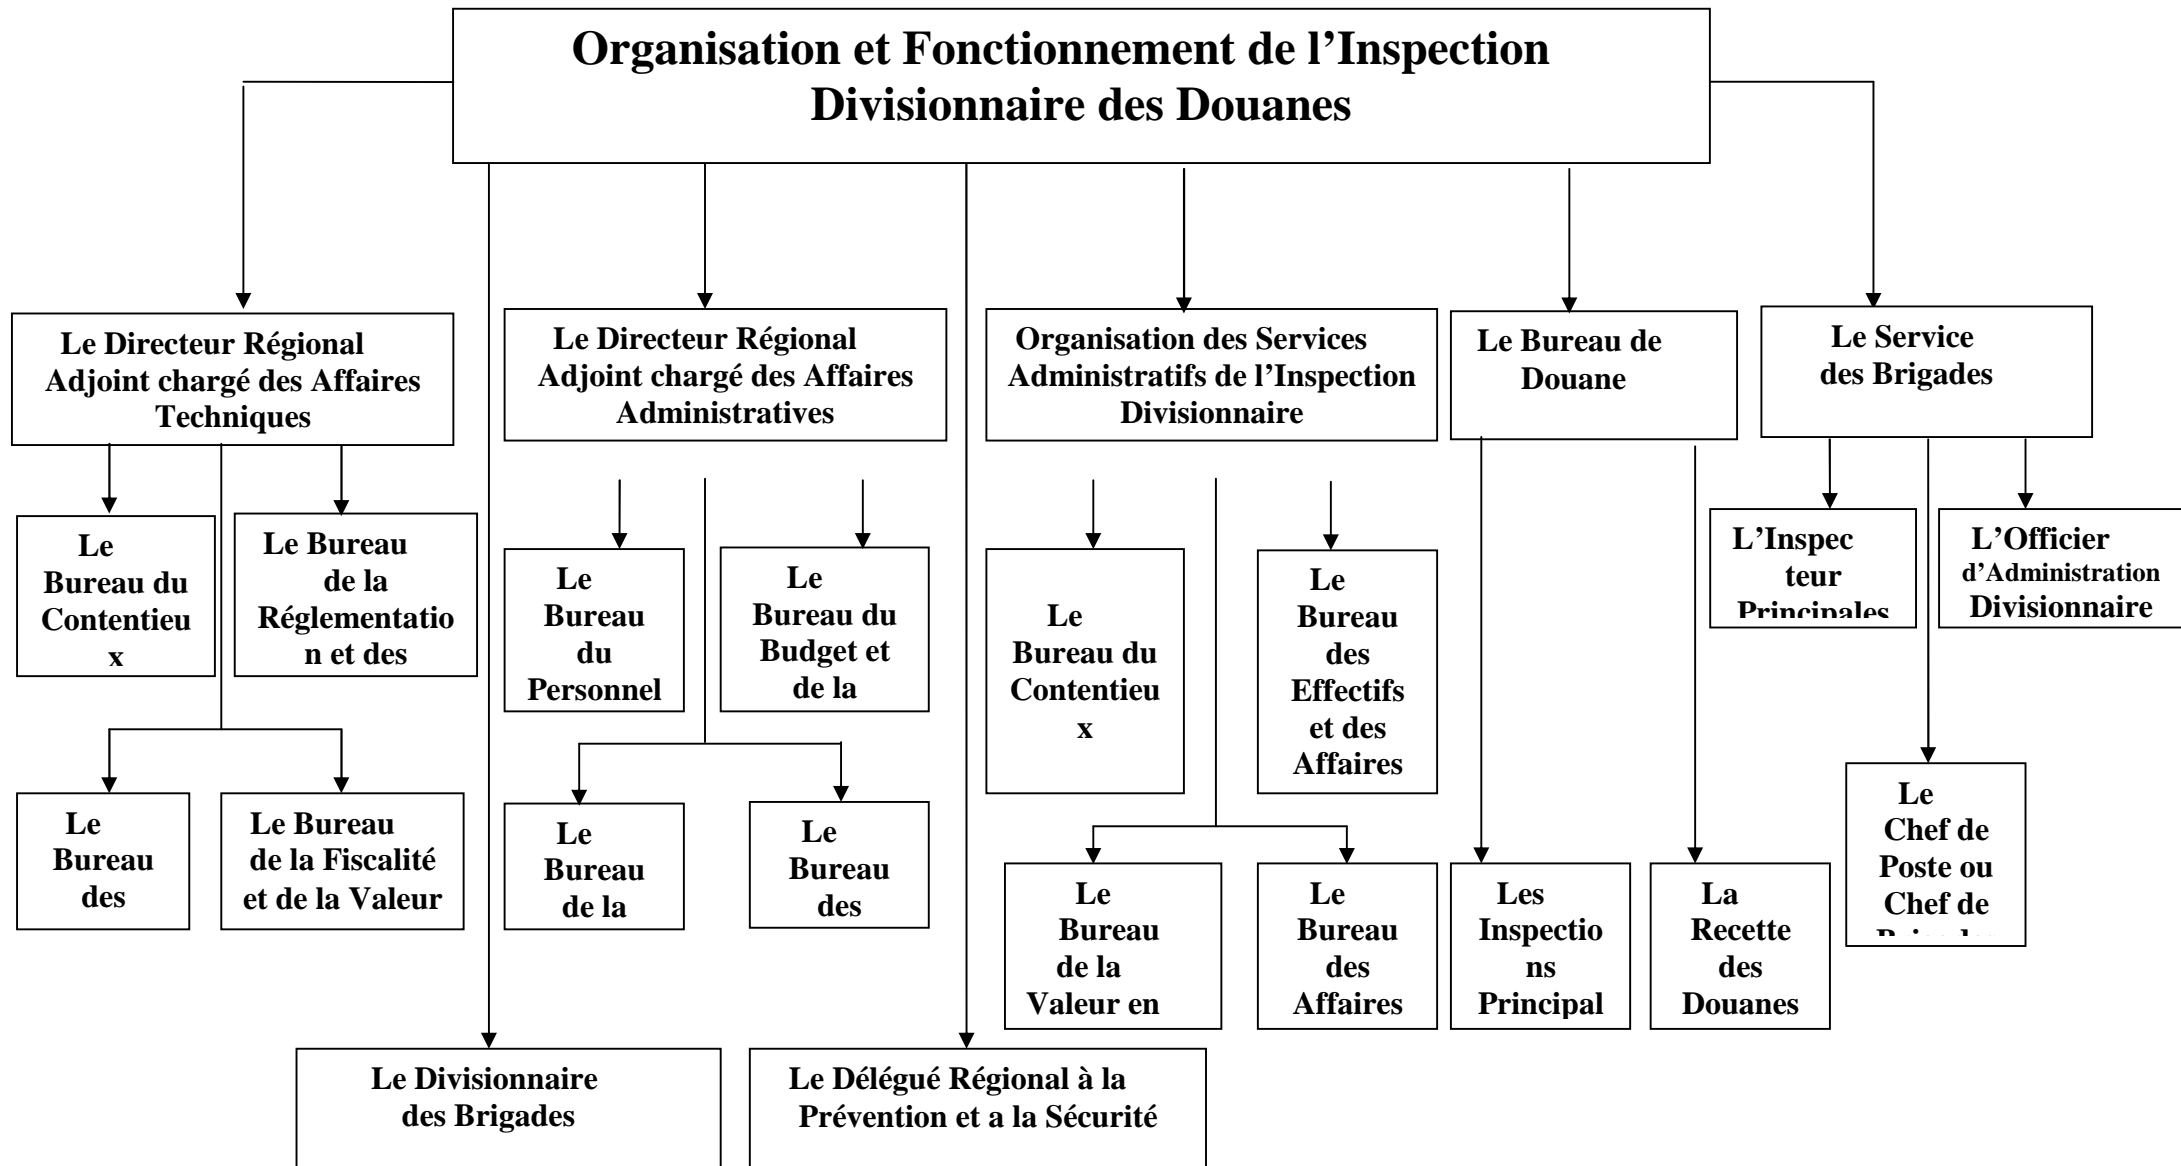 Organisation et Fonctionnement de l’Inspection
Divisionnaire des Douanes
Le Directeur Régional
Adjoint chargé des Affaires
Techniques
Le Directeur Régional
Adjoint chargé des Affaires
Administratives
Organisation des Services
Administratifs de l’Inspection
Divisionnaire
Le Bureau de
Douane
Le Service
des Brigades
Le
Bureau du
Contentieu
x
Le Bureau
de la
Réglementatio
n et des
Le
Bureau
du
Personnel
Le
Bureau du
Budget et
de la
Le
Bureau du
Contentieu
x
Le
Bureau
des
Effectifs
et des
Affaires
L’Inspec
teur
Principales
L’Officier
d’Administration
Divisionnaire
Le
Bureau
des
Le Bureau
de la Fiscalité
et de la Valeur
Le
Bureau
de la
Le
Bureau
des
Le
Bureau
de la
Valeur en
Le
Bureau
des
Affaires
Les
Inspectio
ns
Principal
La
Recette
des
Douanes
Le
Chef de
Poste ou
Chef de
Le Divisionnaire
des Brigades
Le Délégué Régional à la
Prévention et a la Sécurité